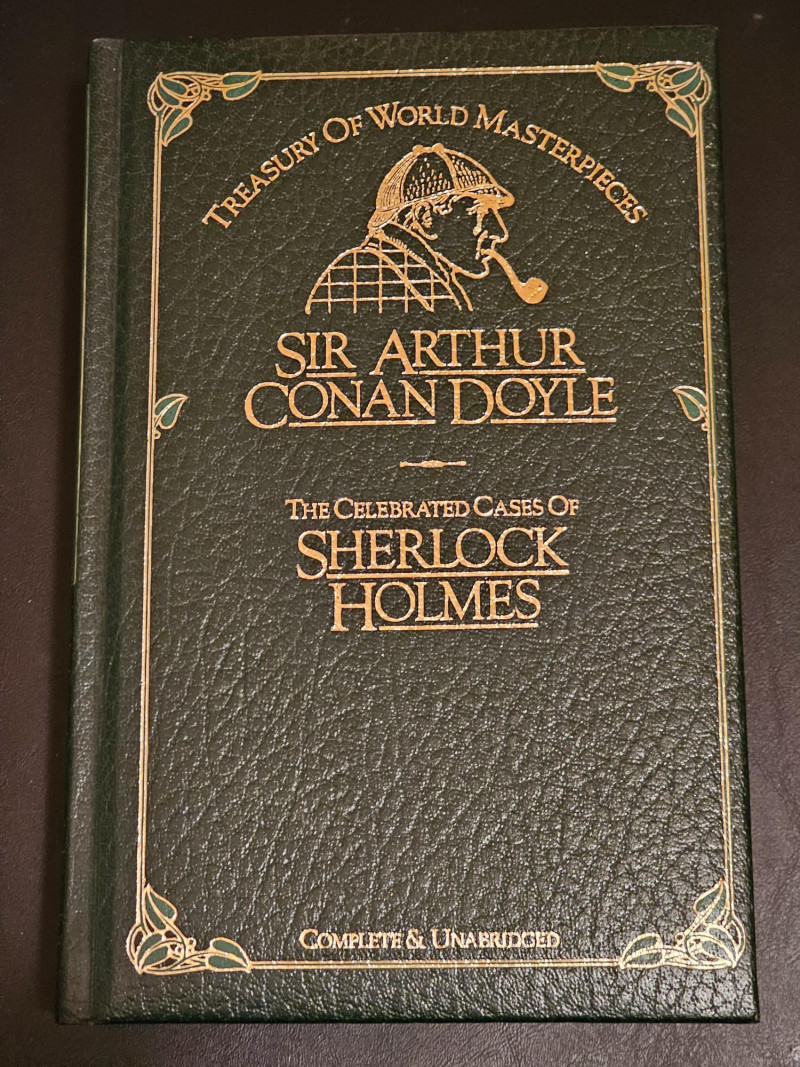 Treasury Of World Masterpieces
Sir Arthur
Conan Doyle
The Celebrated Cases Of
Sherlock
Holmes
Complete & Unabridged